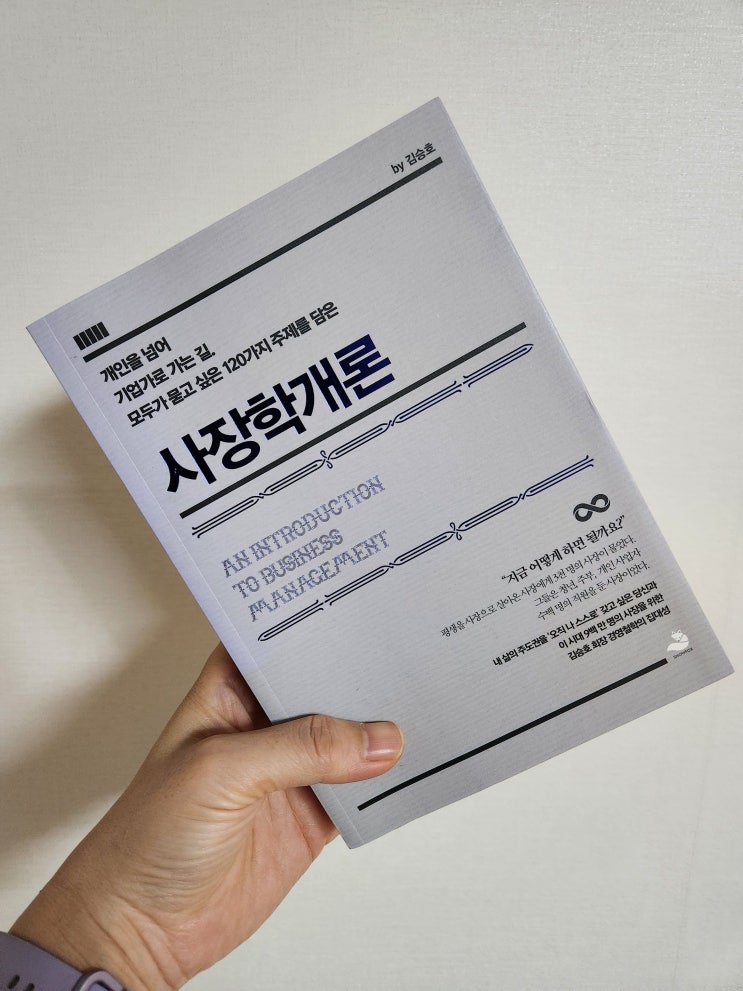 by 김승호
개인을 넘어
기업가로 가는 길.
모두가 묻고 싶은 120가지 주제를 담은
사장학개론
AN INTRODUCTION
TO BUSINESS
MANAGEMENT
“지금 어떻게 하면 될까요?”
평생을 사장으로 살아온 사장에게 3천 명의 사장이 물었다.
그들은 청년, 주부, 개인 사업자
수백 명의 직원을 둔 사장이었다.
내 삶의 주도권을 ‘오직 나 스스로’ 갖고 싶은 당신과
이 시대 9백 만 명의 사장을 위한
김승호 회장 경영철학의 집대성
SNOWFOX